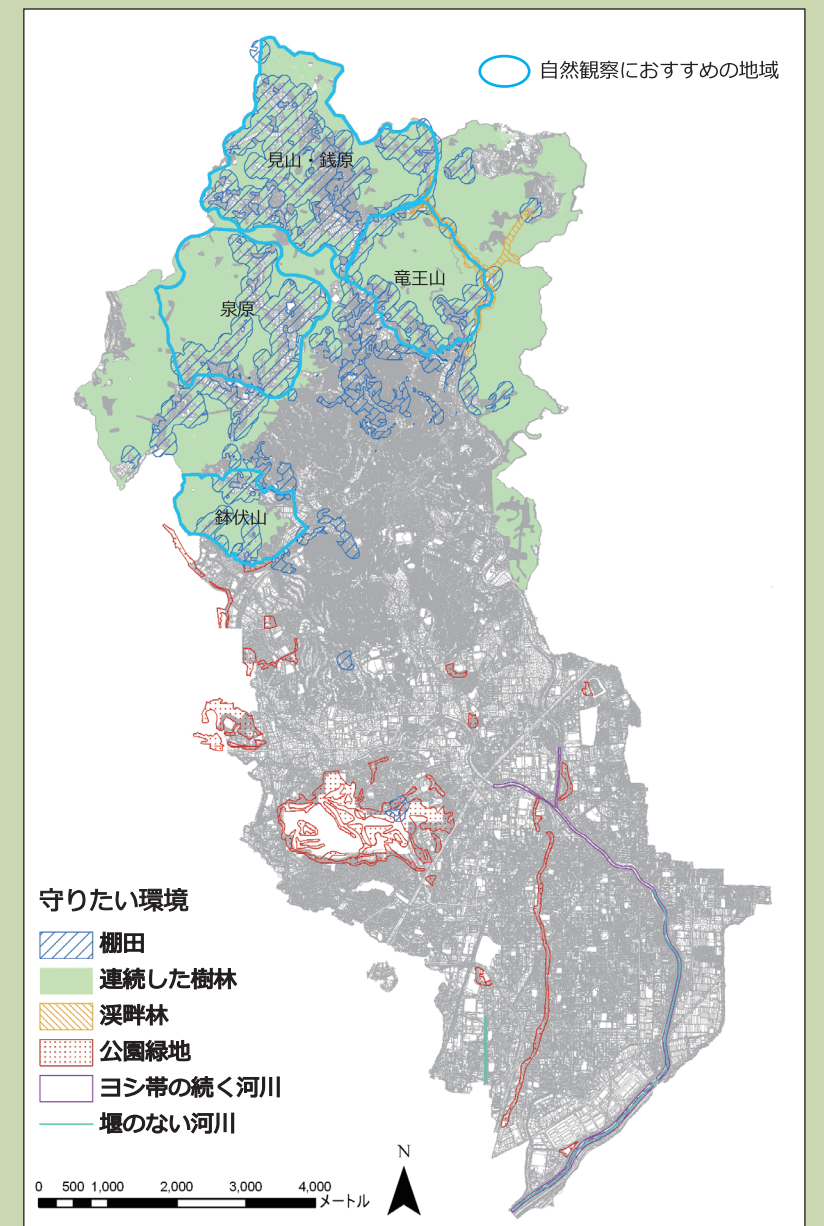 自然観察におすすめの地域
見山・銭原
竜王山
泉原
鉢伏山
守りたい環境
棚田
連続した樹林
渓畔林
公園緑地
ヨシ帯の続く河川
堰のない河川
N
0 500 1,000 2,000 3,000 4,000
メートル